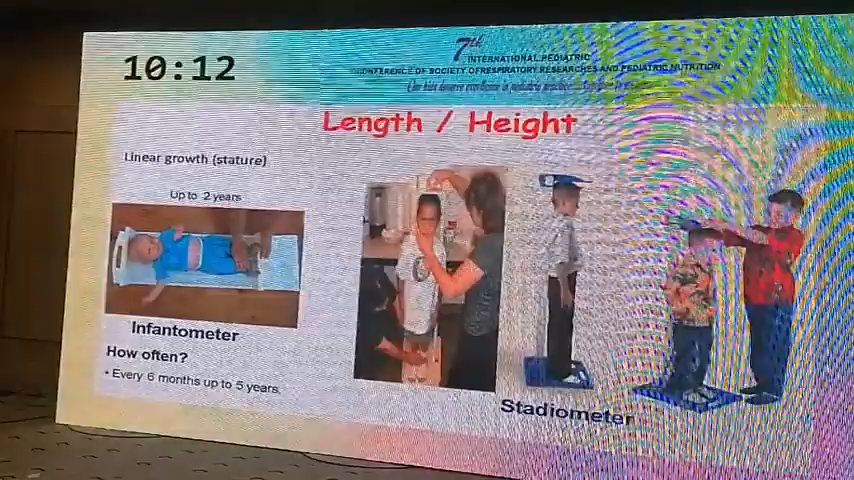 10:12
7th
INTERNATIONAL PEDIATRIC
CONFERENCE OF SOCIETY OF RESPIRATORY RESEARCHES AND PEDIATRIC NUTRITION
Length / Height
Linear growth (stature)
Up to 2 years
Infantometer
How often?
• Every 6 months up to 5 years.
Stadiometer